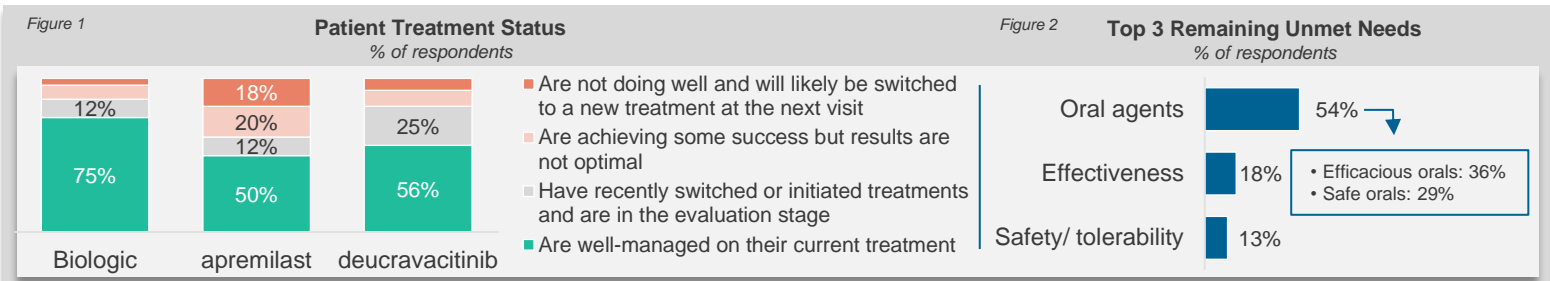 Figure 1
Patient Treatment Status
% of respondents
12%
75%
Biologic
18%
20%
12%
50%
apremilast
25%
56%
deucravacitinib
Are not doing well and will likely be switched
to a new treatment at the next visit
Are achieving some success but results are
not optimal
Have recently switched or initiated treatments
and are in the evaluation stage
Are well-managed on their current treatment
Figure 2
Top 3 Remaining Unmet Needs
% of respondents
Oral agents
54%
Effectiveness
18%
• Efficacious orals: 36%
• Safe orals: 29%
Safety/ tolerability
13%